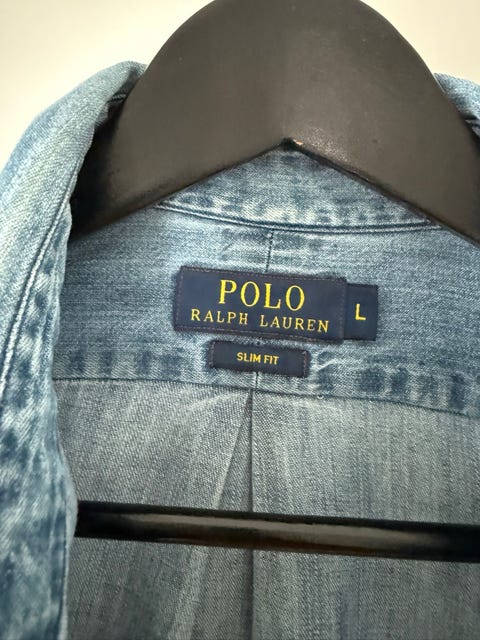 POLO
RALPH LAUREN
L
SLIM FIT